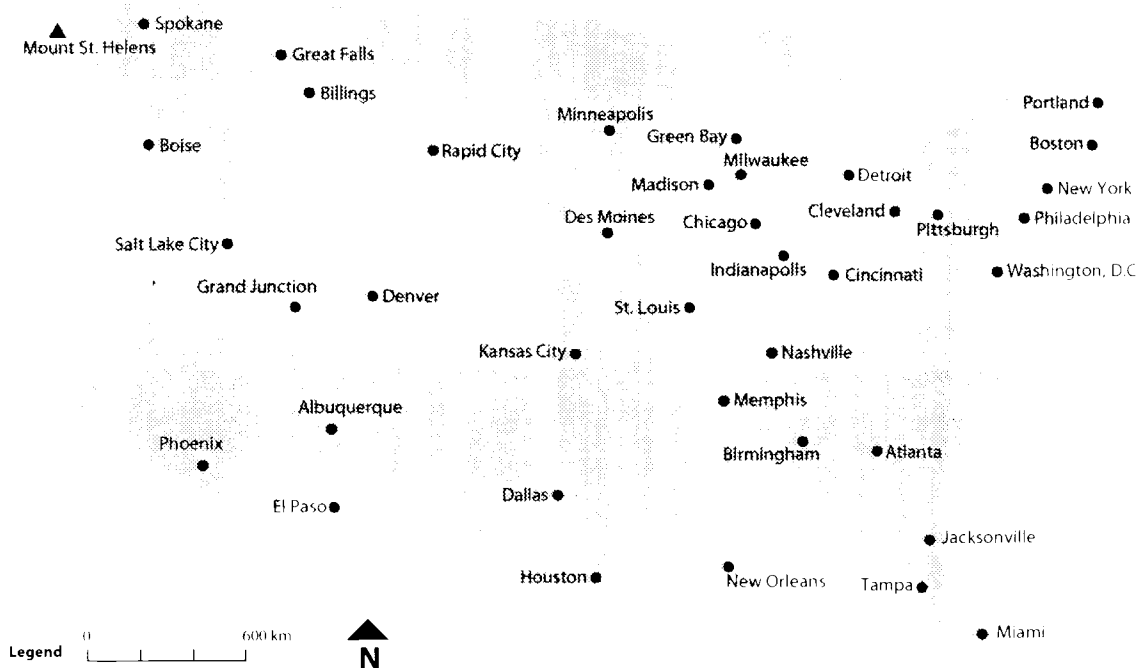 Spokane
Mount St. Helens
Great Falls
Billings
Portland
Minneapolis
Green Bay
Boston
Boise
Rapid City
Milwaukee
Detroit
Madison
New York
Des Moines
Chicago
Cleveland
Pittsburgh
Philadelphia
Salt Lake City
Indianapolis
Cincinnati
Washington, D.C
Grand Junction
Denver
St. Louis
Kansas City
Nashville
Albuquerque
Memphis
Phoenix
Birmingham
Atlanta
El Paso
Dallas
Jacksonville
Houston
New Orleans
Tampa
Miami
Legend
0 600 km
N